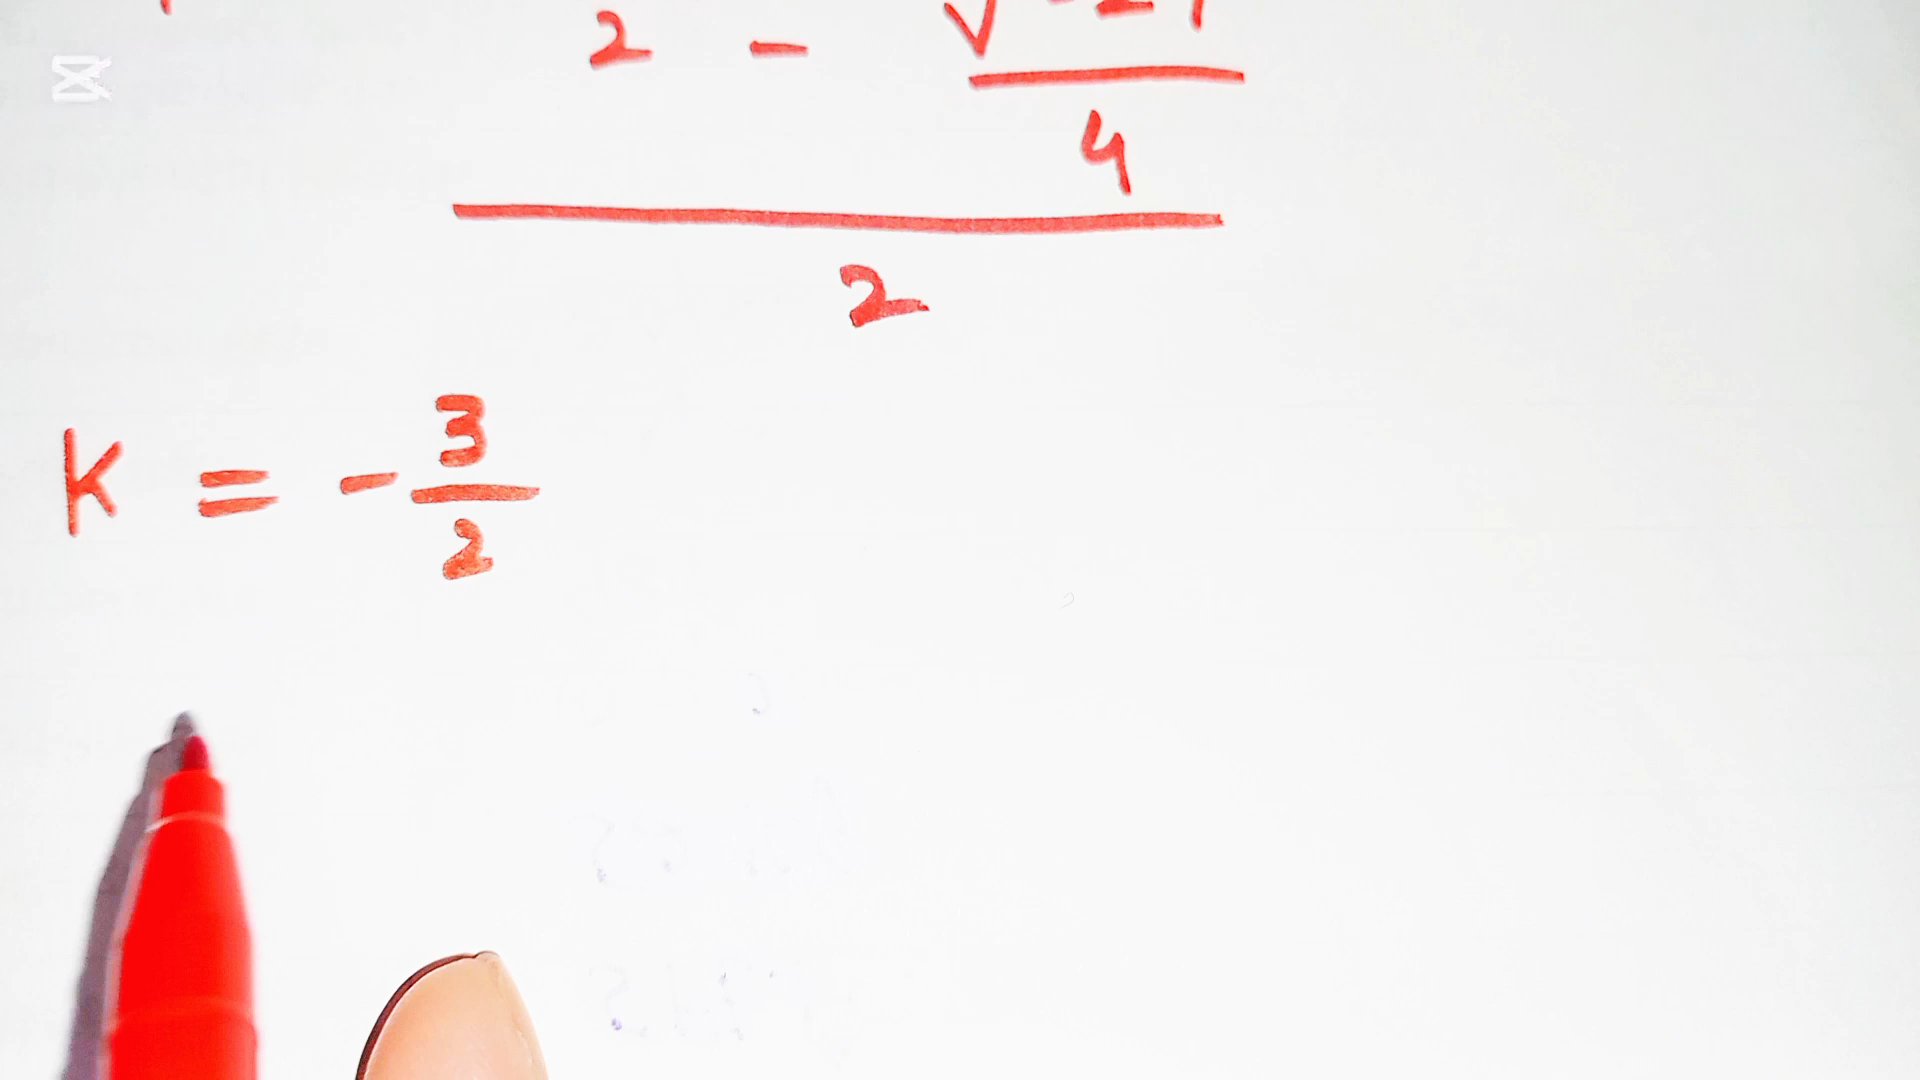 2 - √
4
2
K = - 3/2